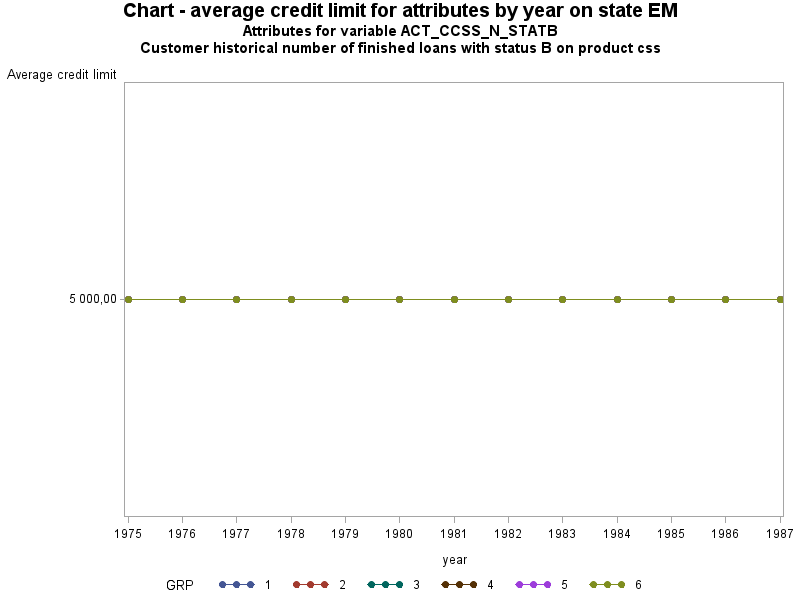 Chart - average credit limit for attributes by year on state EM
Attributes for variable ACT_CCSS_N_STATB
Customer historical number of finished loans with status B on product css
Average credit limit
5 000,00
1975 1976 1977 1978 1979 1980 1981 1982 1983 1984 1985 1986 1987
year
GRP 1 2 3 4 5 6